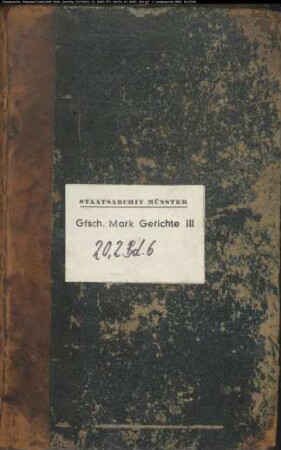 STAATSARCHIV MÜNSTER
Gfsch. Mark Gerichte III
20,2 Bd. 6